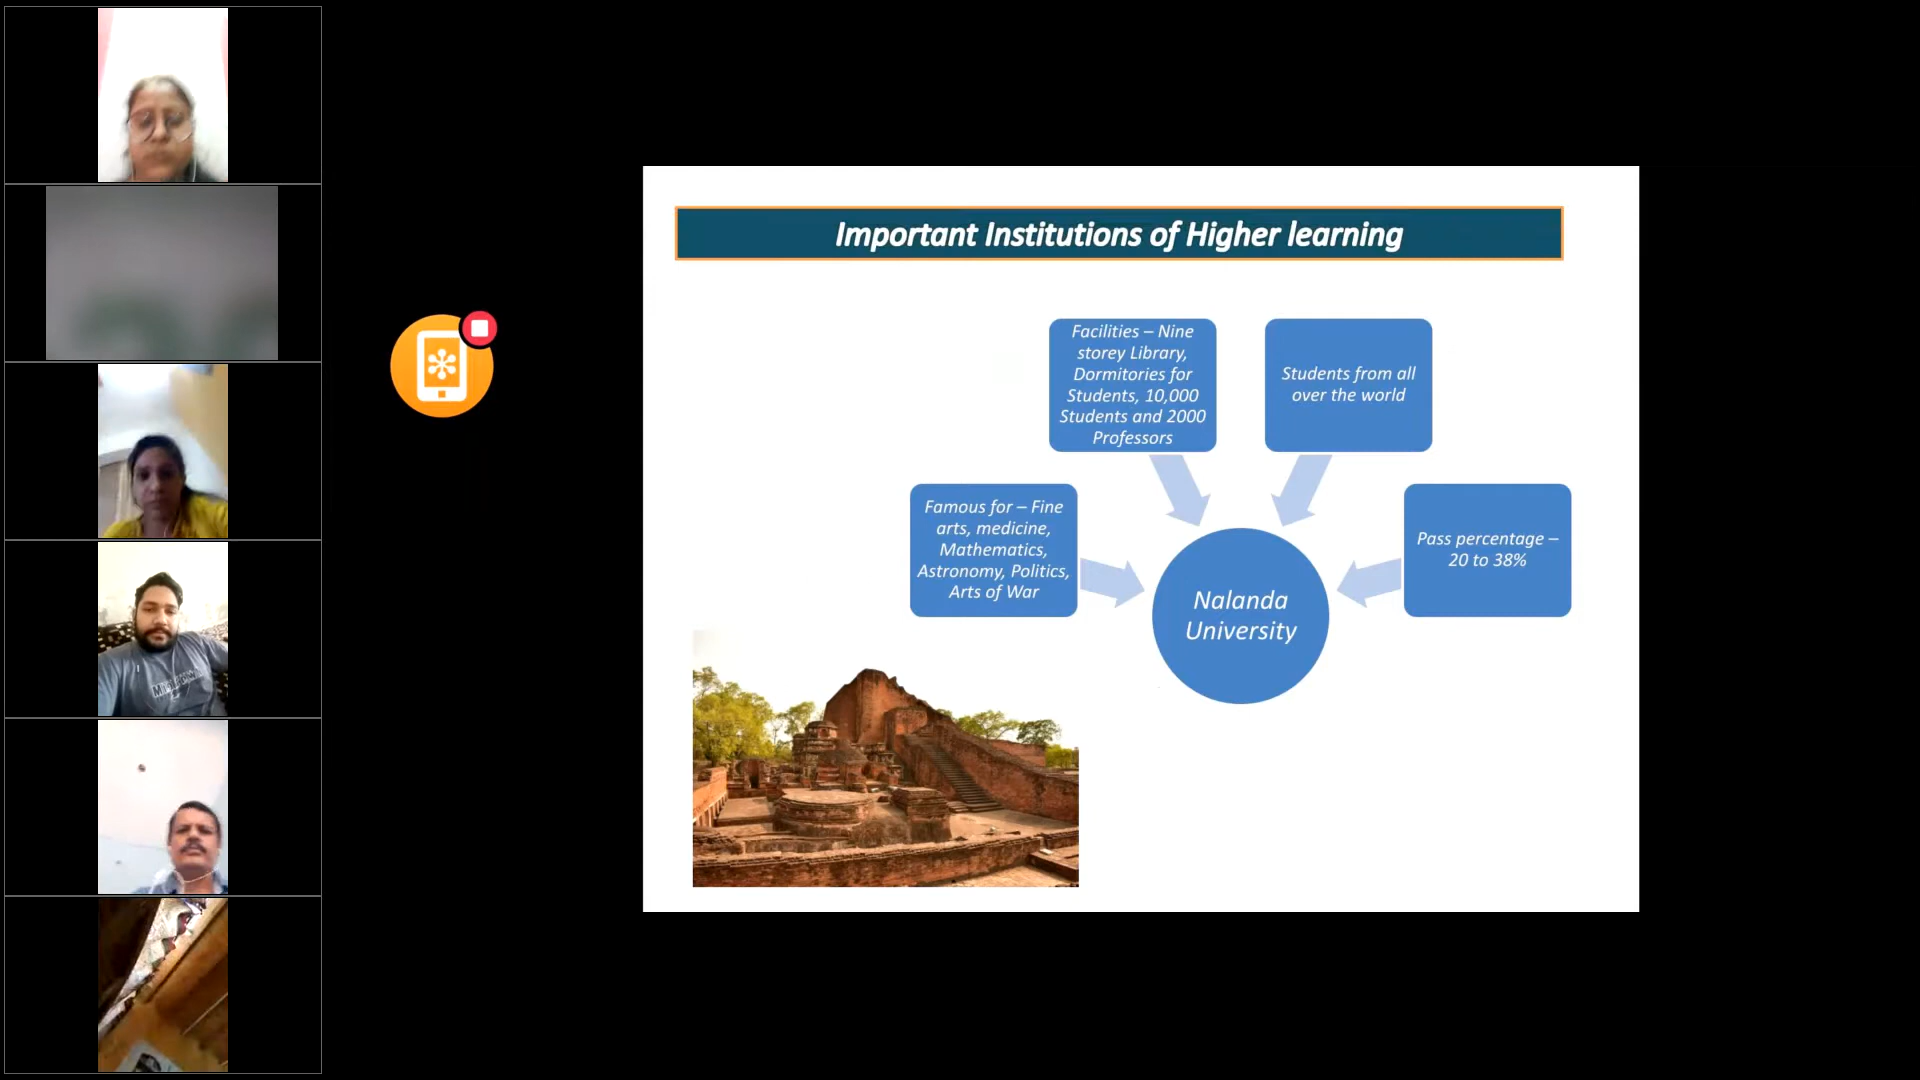 Important Institutions of Higher learning
Facilities – Nine
storey Library,
Dormitories for
Students, 10,000
Students and 2000
Professors
Students from all
over the world
Famous for – Fine
arts, medicine,
Mathematics,
Astronomy, Politics,
Arts of War
Pass percentage –
20 to 38%
Nalanda
University